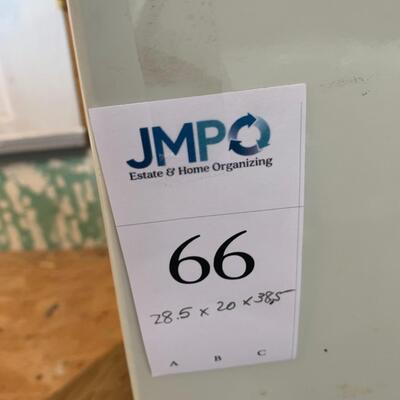 JMPO
Estate & Home Organizing
66
28.5 x 20 x 38.5
A B C